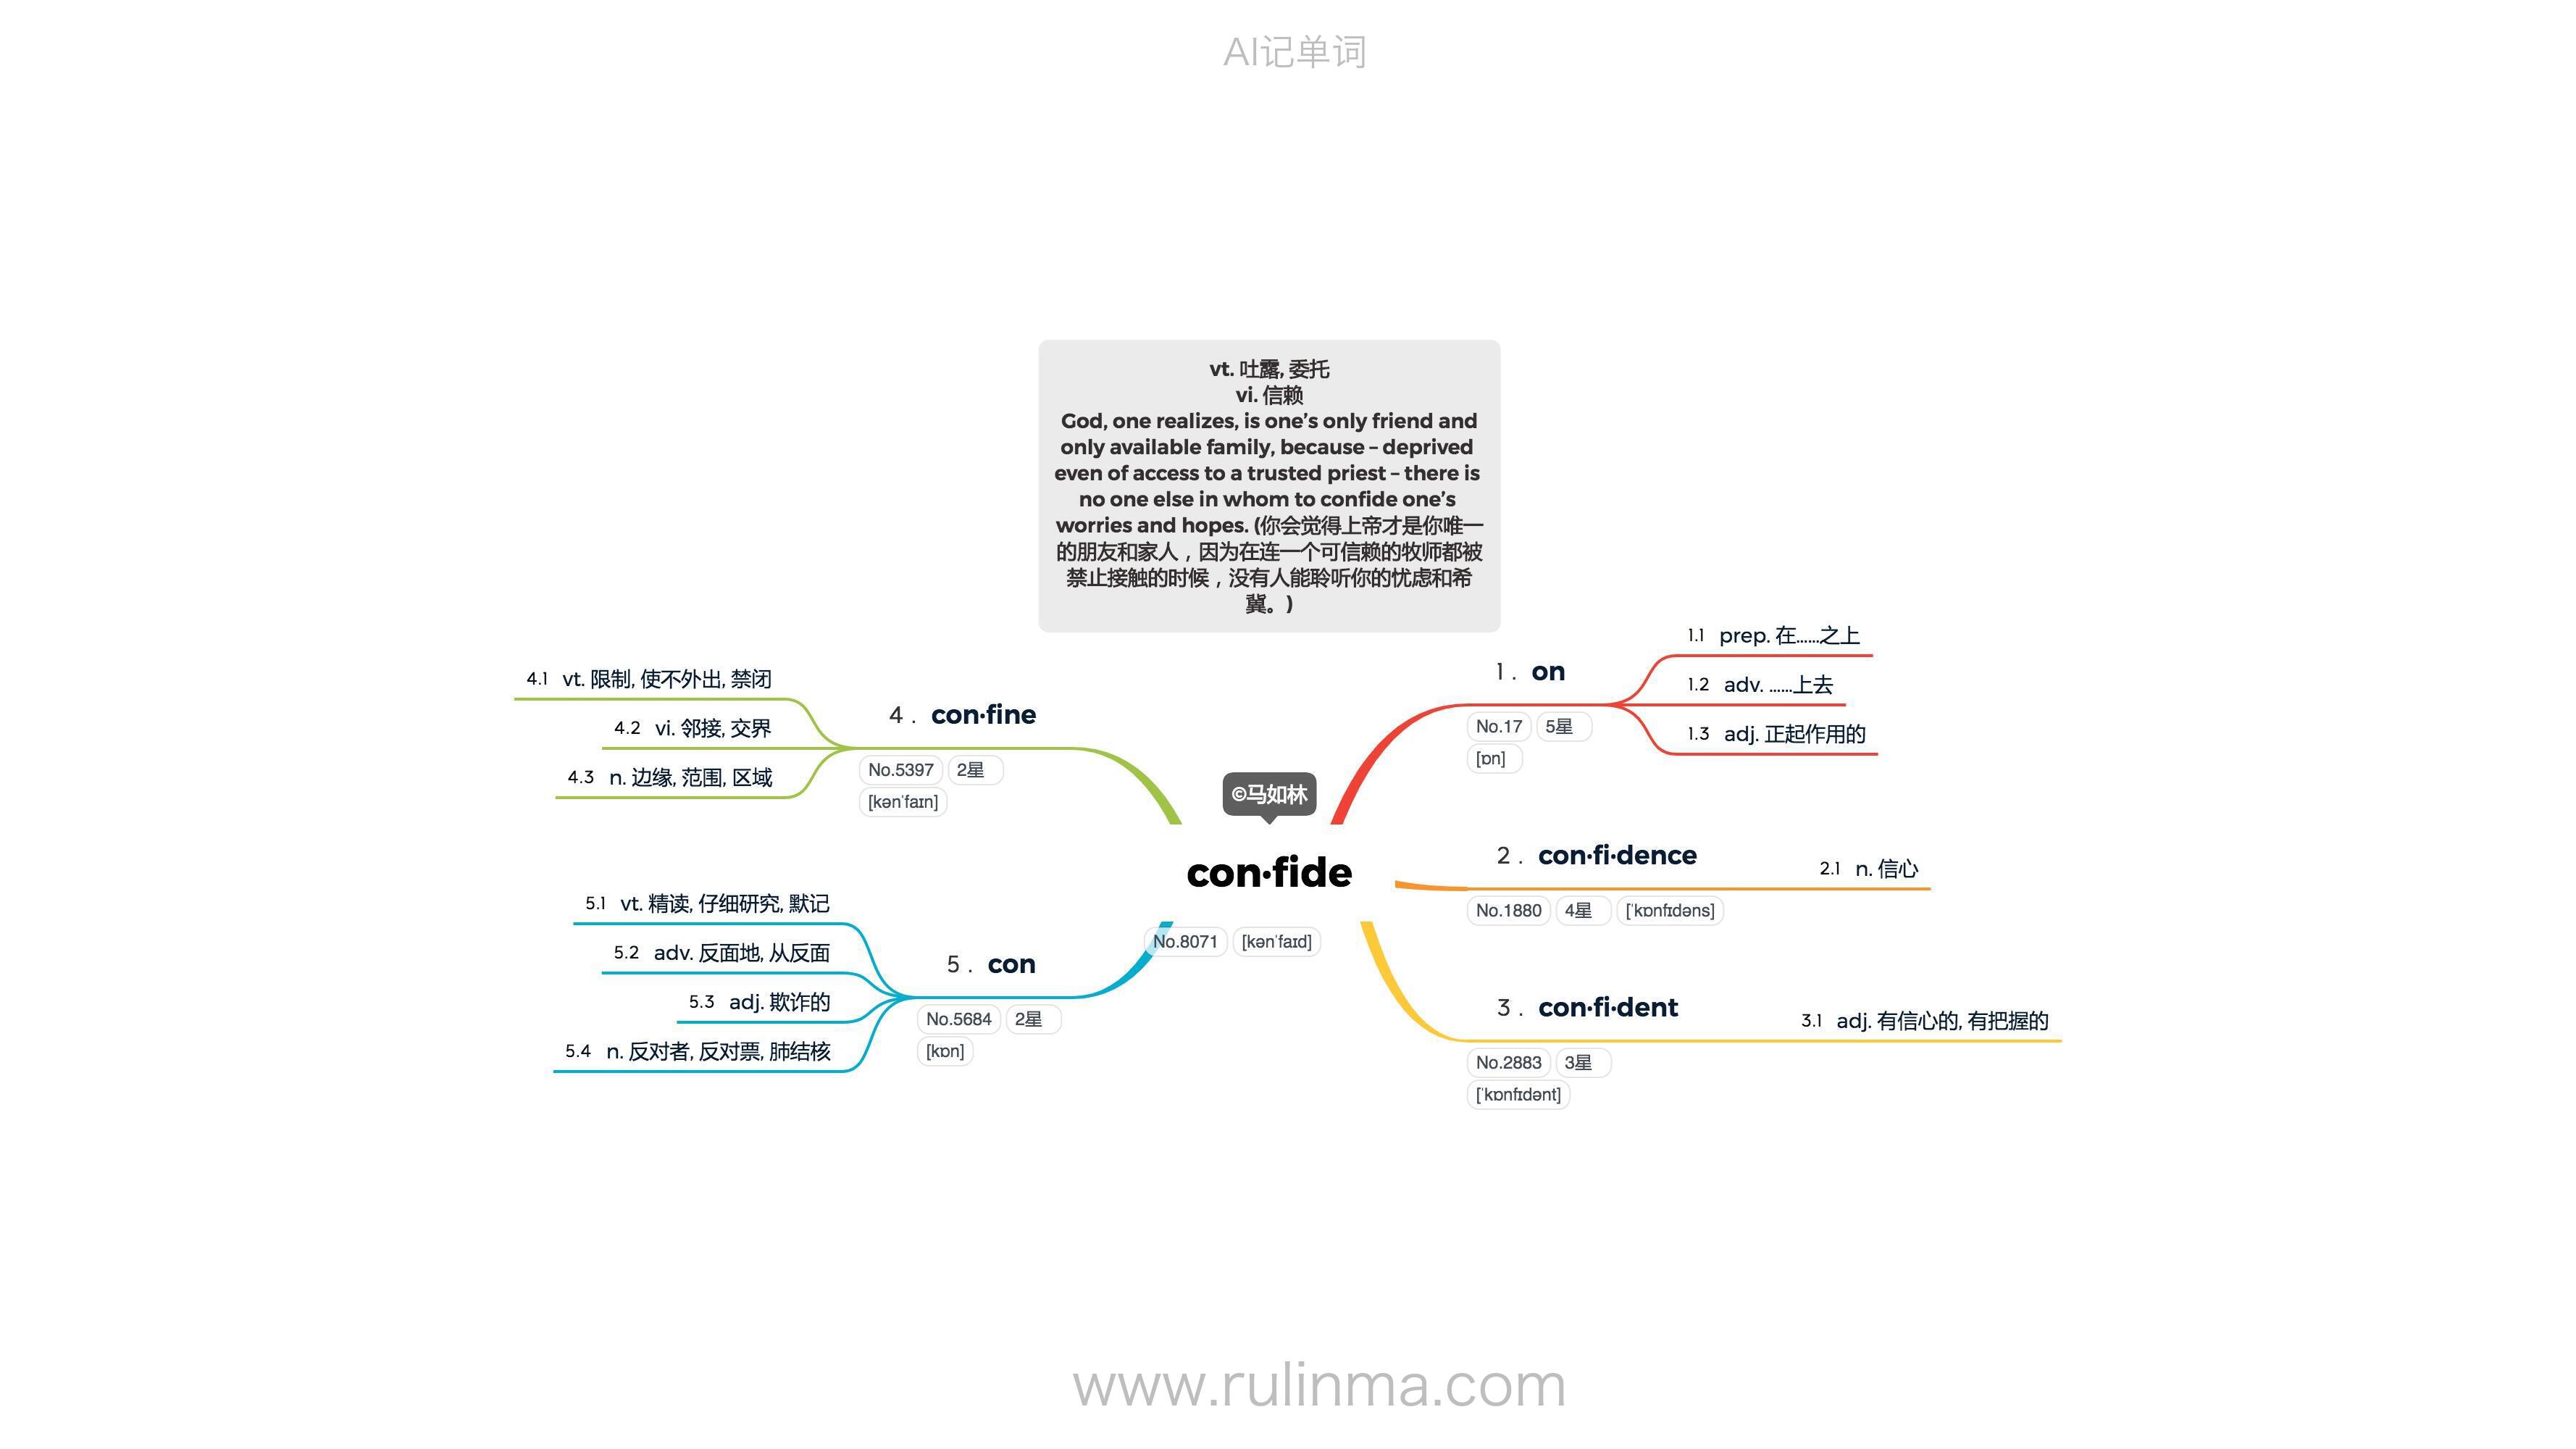 AI记单词
vt. 吐露, 委托
vi. 信赖
God, one realizes, is one’s only friend and
only available family, because – deprived
even of access to a trusted priest – there is
no one else in whom to confide one’s
worries and hopes. (你会觉得上帝才是你唯一
的朋友和家人，因为在连一个可信赖的牧师都被
禁止接触的时候，没有人能聆听你的忧虑和希
冀。)
©马如林
con·fide
No.8071 [kənˈfaɪd]
1 . on
No.17 5星
[ɒn]
1.1 prep. 在……之上
1.2 adv. ……上去
1.3 adj. 正起作用的
2 . con·fi·dence
No.1880 4星 [ˈkɒnfɪdəns]
2.1 n. 信心
3 . con·fi·dent
No.2883 3星
[ˈkɒnfɪdənt]
3.1 adj. 有信心的, 有把握的
4 . con·fine
No.5397 2星
[kənˈfaɪn]
4.1 vt. 限制, 使不外出, 禁闭
4.2 vi. 邻接, 交界
4.3 n. 边缘, 范围, 区域
5 . con
No.5684 2星
[kɒn]
5.1 vt. 精读, 仔细研究, 默记
5.2 adv. 反面地, 从反面
5.3 adj. 欺诈的
5.4 n. 反对者, 反对票, 肺结核
www.rulinma.com